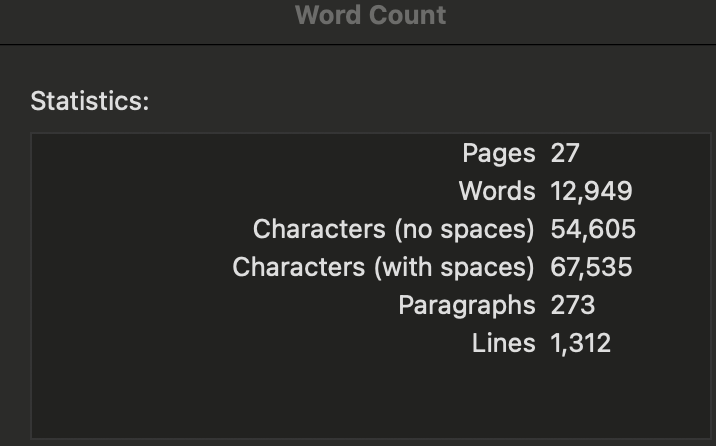 Word Count
Statistics:
Pages 27
Words 12,949
Characters (no spaces) 54,605
Characters (with spaces) 67,535
Paragraphs 273
Lines 1,312